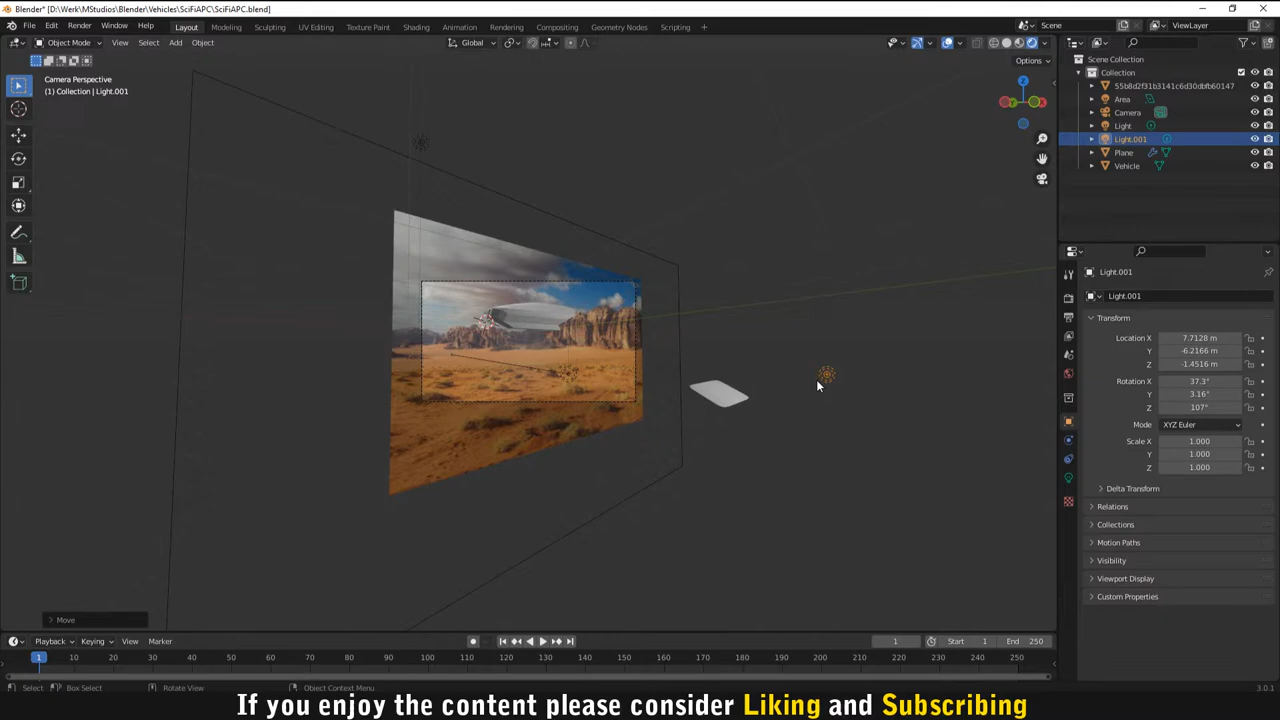 Blender* [D:\Werk\MStudios\Blender\Vehicles\SciFiAPC\SciFiAPC.blend]
File Edit Render Window Help Layout Modeling Sculpting UV Editing Texture Paint Shading Animation Rendering Compositing Geometry Nodes Scripting Scene ViewLayer
Object Mode View Select Add Object Global
Options
Camera Perspective
(1) Collection | Light.001
Z
X
Y
Scene Collection
Collection
55b8d2f31b3141c6d30dbfb60147
Area
Camera
Light
Light.001
Plane
Vehicle
Light.001
Light.001
Transform
Location X 7.7128 m
Y -6.2166 m
Z -1.4516 m
Rotation X 37.3°
Y 3.16°
Z 107°
Mode XYZ Euler
Scale X 1.000
Y 1.000
Z 1.000
Delta Transform
Relations
Collections
Motion Paths
Visibility
Viewport Display
Custom Properties
Move
Playback Keying View Marker 1 Start 1 End 250
1 10 20 30 40 50 60 70 80 90 100 110 120 130 140 150 160 170 180 190 200 210 220 230 240 250
Select Box Select Rotate View Object Context Menu 3.0.1
If you enjoy the content please consider Liking and Subscribing